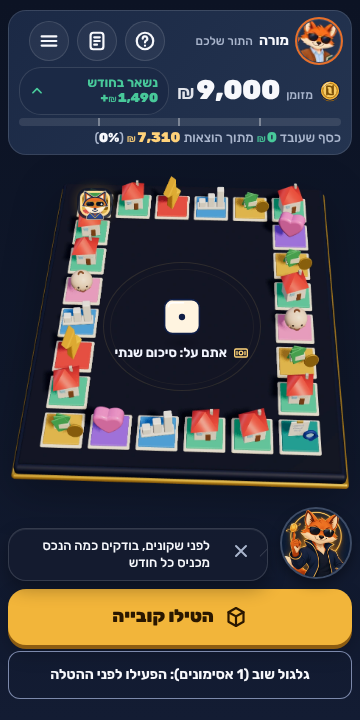 מורה התור שלכם
מזומן 9,000 ₪
נשאר בחודש
+₪1,490
כסף שעובד ₪0 מתוך הוצאות ₪7,310 (0%)
אתם על: סיכום שנתי
לפני שקונים, בודקים כמה הנכס
מכניס כל חודש
הטילו קובייה
גלגול שוב (1 אסימונים): הפעילו לפני ההטלה